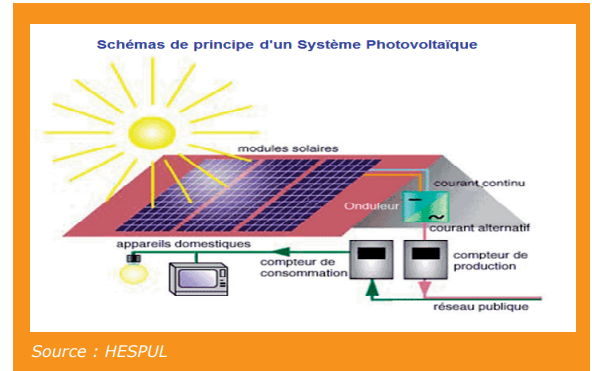 Schémas de principe d'un Système Photovoltaïque
modules solaires
courant continu
Onduleur
courant alternatif
appareils domestiques
compteur de
consommation
compteur de
production
réseau publique
Source : HESPUL